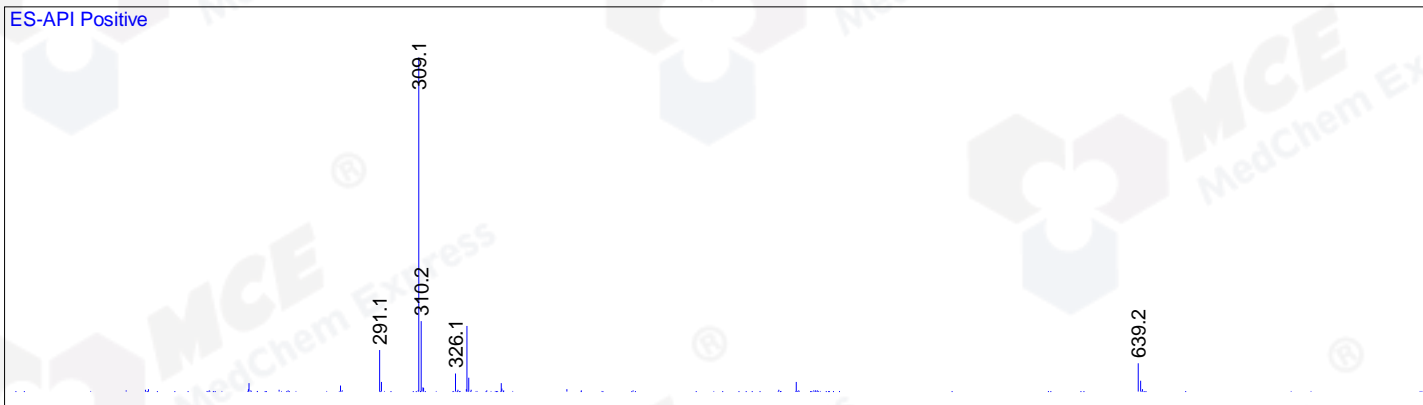 ES-API Positive
309.1
310.2
291.1
326.1
639.2
MCE
MedChem Express
®
MCE
MedChem Ex
®
®
Med